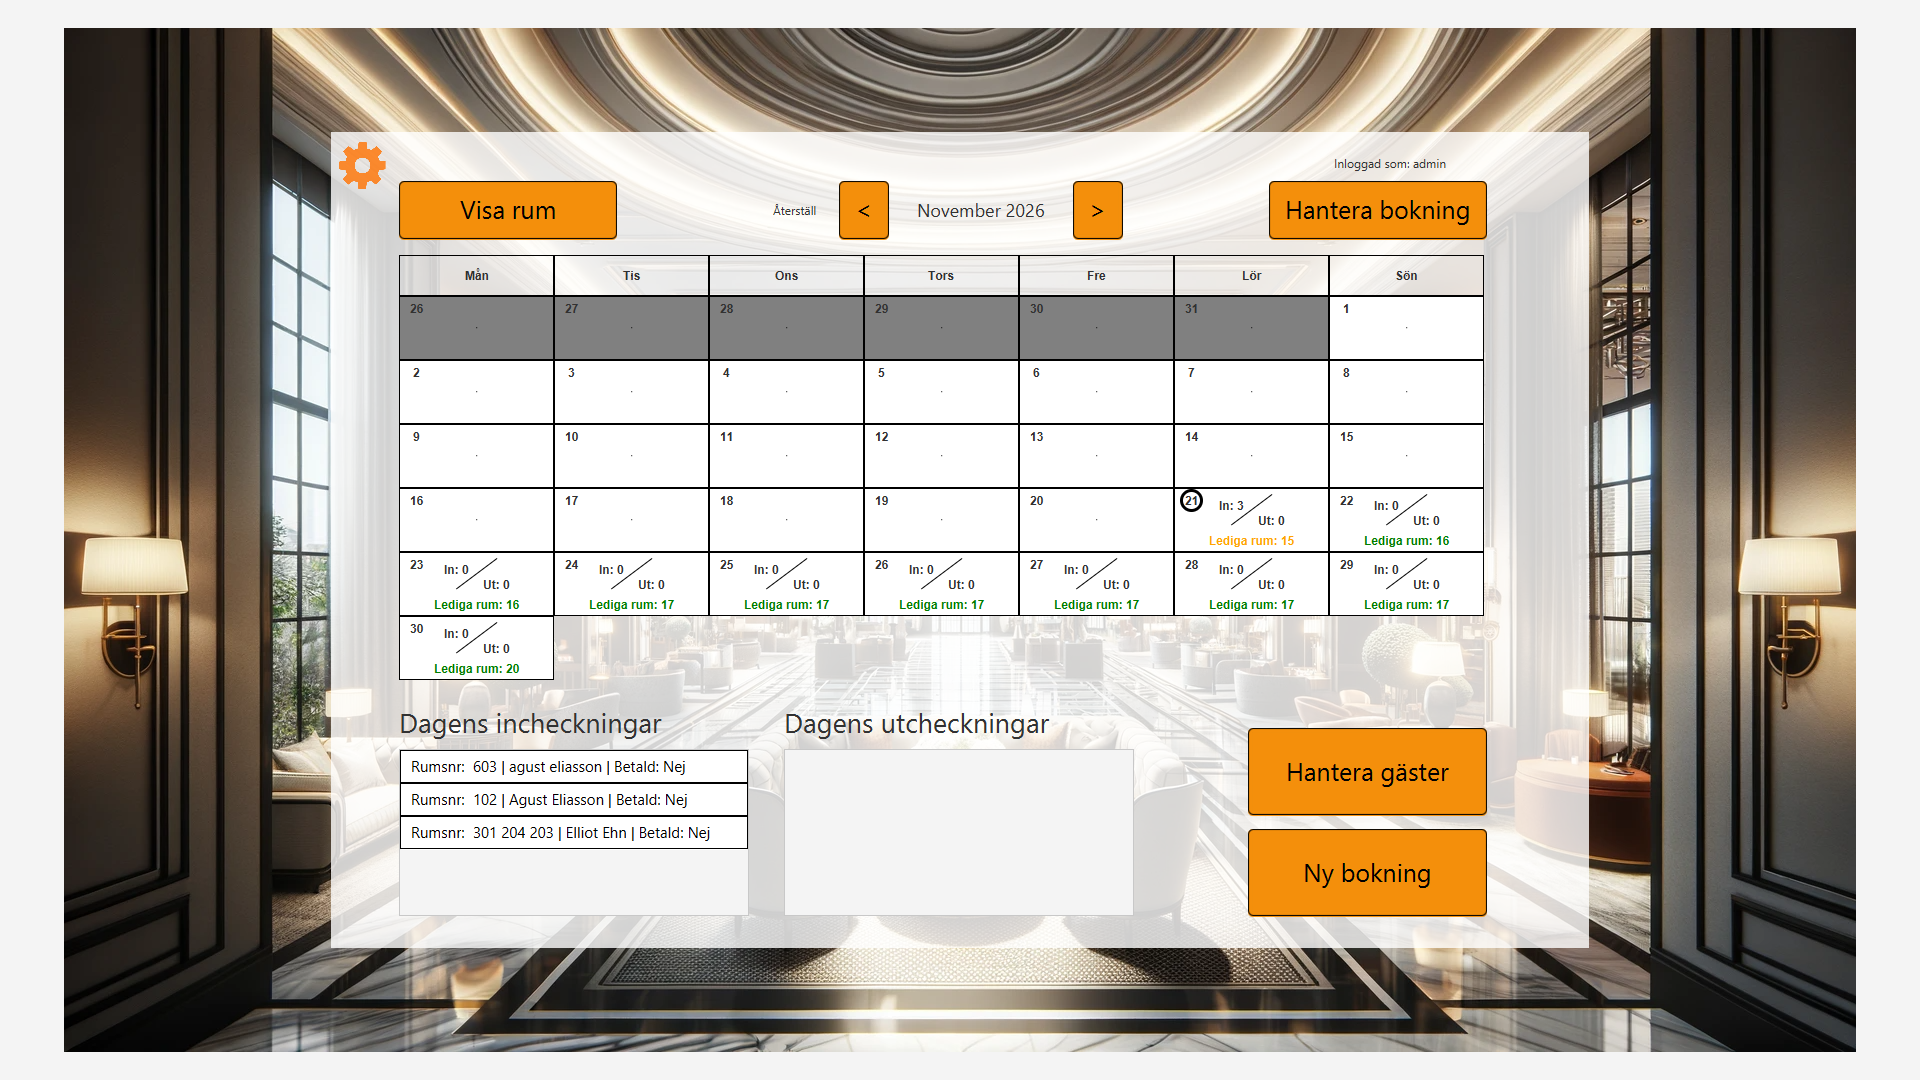 Inloggad som: admin
Visa rum
Återställ
<
November 2026
>
Hantera bokning
Mån Tis Ons Tors Fre Lör Sön
26 27 28 29 30 31 1
2 3 4 5 6 7 8
9 10 11 12 13 14 15
16 17 18 19 20 21 In: 3 22 In: 0
Ut: 0 Ut: 0
Lediga rum: 15 Lediga rum: 16
23 In: 0 24 In: 0 25 In: 0 26 In: 0 27 In: 0 28 In: 0 29 In: 0
Ut: 0 Ut: 0 Ut: 0 Ut: 0 Ut: 0 Ut: 0 Ut: 0
Lediga rum: 16 Lediga rum: 17 Lediga rum: 17 Lediga rum: 17 Lediga rum: 17 Lediga rum: 17 Lediga rum: 17
30 In: 0
Ut: 0
Lediga rum: 20
Dagens incheckningar
Rumsnr: 603 | agust eliasson | Betald: Nej
Rumsnr: 102 | Agust Eliasson | Betald: Nej
Rumsnr: 301 204 203 | Elliot Ehn | Betald: Nej
Dagens utcheckningar
Hantera gäster
Ny bokning